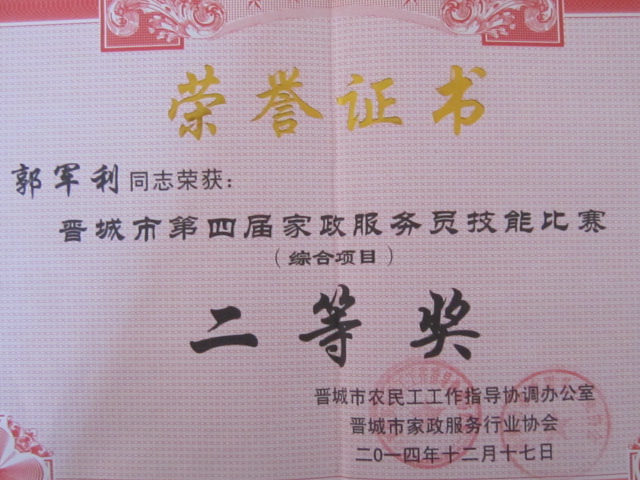 荣誉证书
郭军利同志荣获：
晋城市第四届家政服务员技能比赛
（综合项目）
二等奖
晋城市农民工工作指导协调办公室
晋城市家政服务行业协会
二0一四年十二月十七日